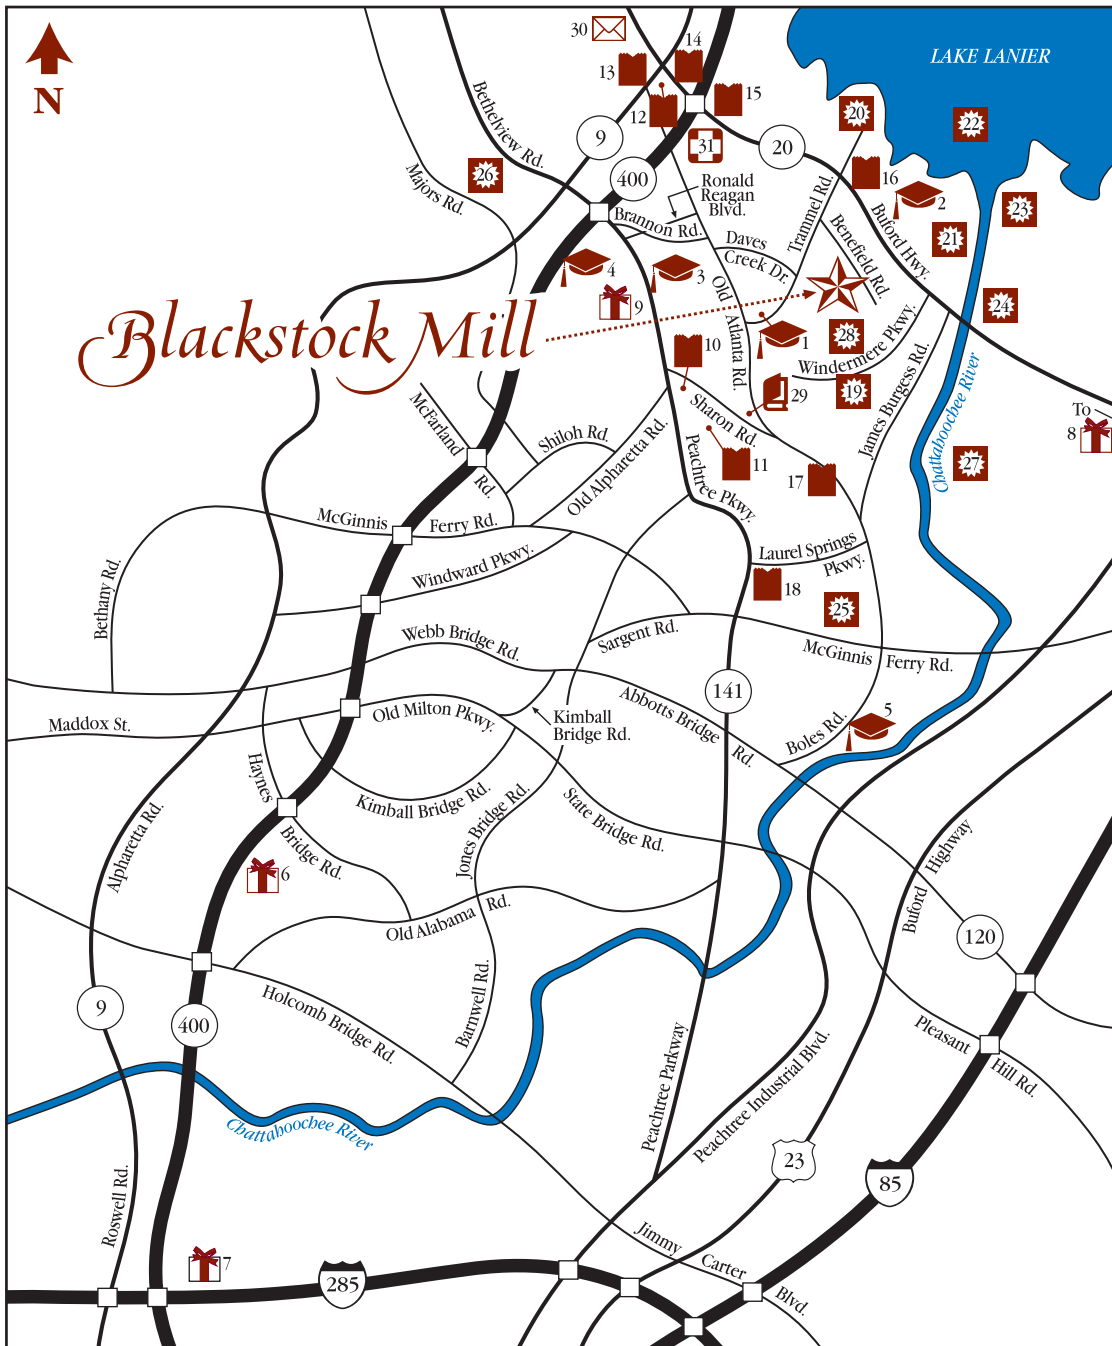 LAKE LANIER
N
30
14
13
15
12
31
9
20
20
22
26
400
16
2
23
21
Bethelview Rd.
Majors Rd.
Ronald
Reagan
Blvd.
Brannon Rd.
Trammel Rd.
Benefield Rd.
Buford Hwy.
Daves
Creek Dr.
4
3
9
24
Blackstock Mill
Old
Atlanta Rd.
1
28
Windermere Pkwy.
10
29
19
James Burgess Rd.
Chattahoochee River
To
8
McFarland
Rd.
Shiloh Rd.
Old Alpharetta Rd.
Sharon Rd.
Peachtree Pkwy.
11
17
27
McGinnis
Ferry Rd.
Windward Pkwy.
Laurel Springs
Pkwy.
18
25
Bethany Rd.
Webb Bridge Rd.
Sargent Rd.
McGinnis
Ferry Rd.
141
Maddox St.
Old Milton Pkwy.
Kimball
Bridge Rd.
Abbotts Bridge
Rd.
Boles Rd.
5
Haynes
Bridge Rd.
Kimball Bridge Rd.
Jones Bridge Rd.
State Bridge Rd.
Alpharetta Rd.
6
Buford
Highway
Old Alabama
Rd.
120
9
400
Holcomb Bridge Rd.
Barnwell Rd.
Pleasant
Hill Rd.
Peachtree Parkway
Peachtree Industrial Blvd.
Chattahoochee River
23
85
Roswell Rd.
7
285
Jimmy
Carter
Blvd.